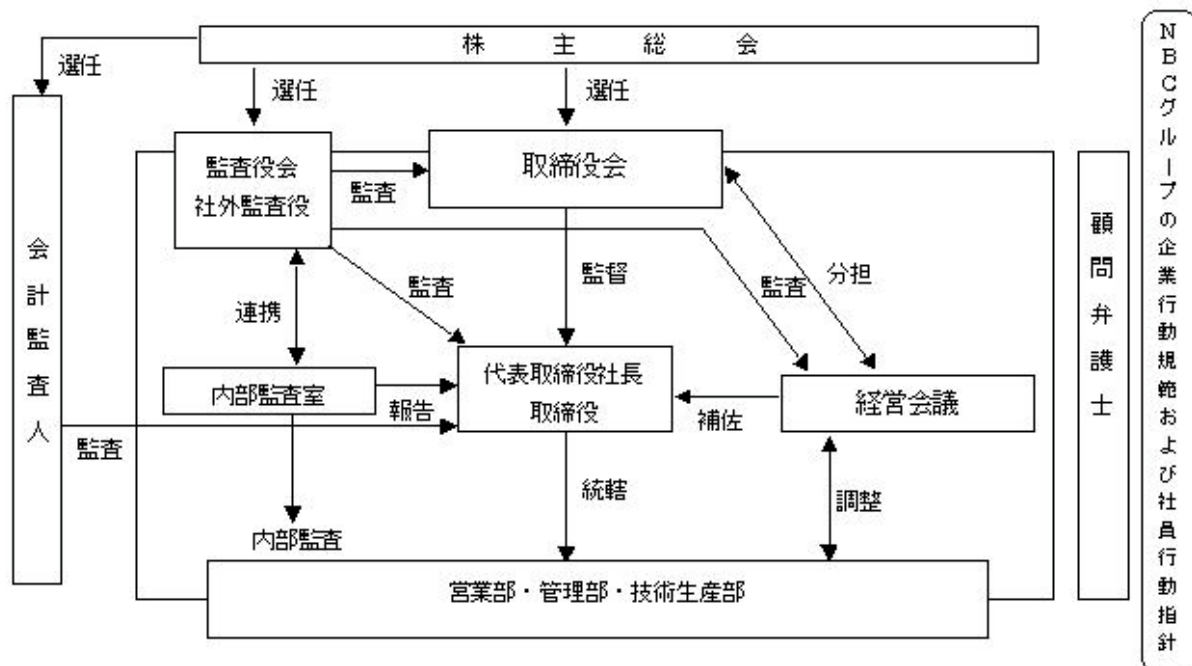 株主総会
選任
選任
選任
監査役会
社外監査役
監査
取締役会
監査
監督
監査
分担
連携
内部監査室
報告
代表取締役社長
取締役
補佐
経営会議
監査
統轄
調整
内部監査
営業部・管理部・技術生産部
会計監査人
顧問弁護士
NBCグループの企業行動規範および社員行動指針